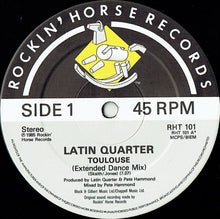 ROCKIN' HORSE RECORDS
SIDE 1
45 RPM
Stereo
℗ 1985 Rockin'
Horse Records
RHT 101
RHT 101 A*
MCPS/BIEM
LATIN QUARTER
TOULOUSE
(Extended Dance Mix)
(Skaith/Jones) (7.07)
Produced by Latin Quarter & Pete Hammond
Mixed by Pete Hammond
Rock & Gilbert Music Ltd/Chappell Music Ltd.
Original sound recording made by
Rockin' Horse Records